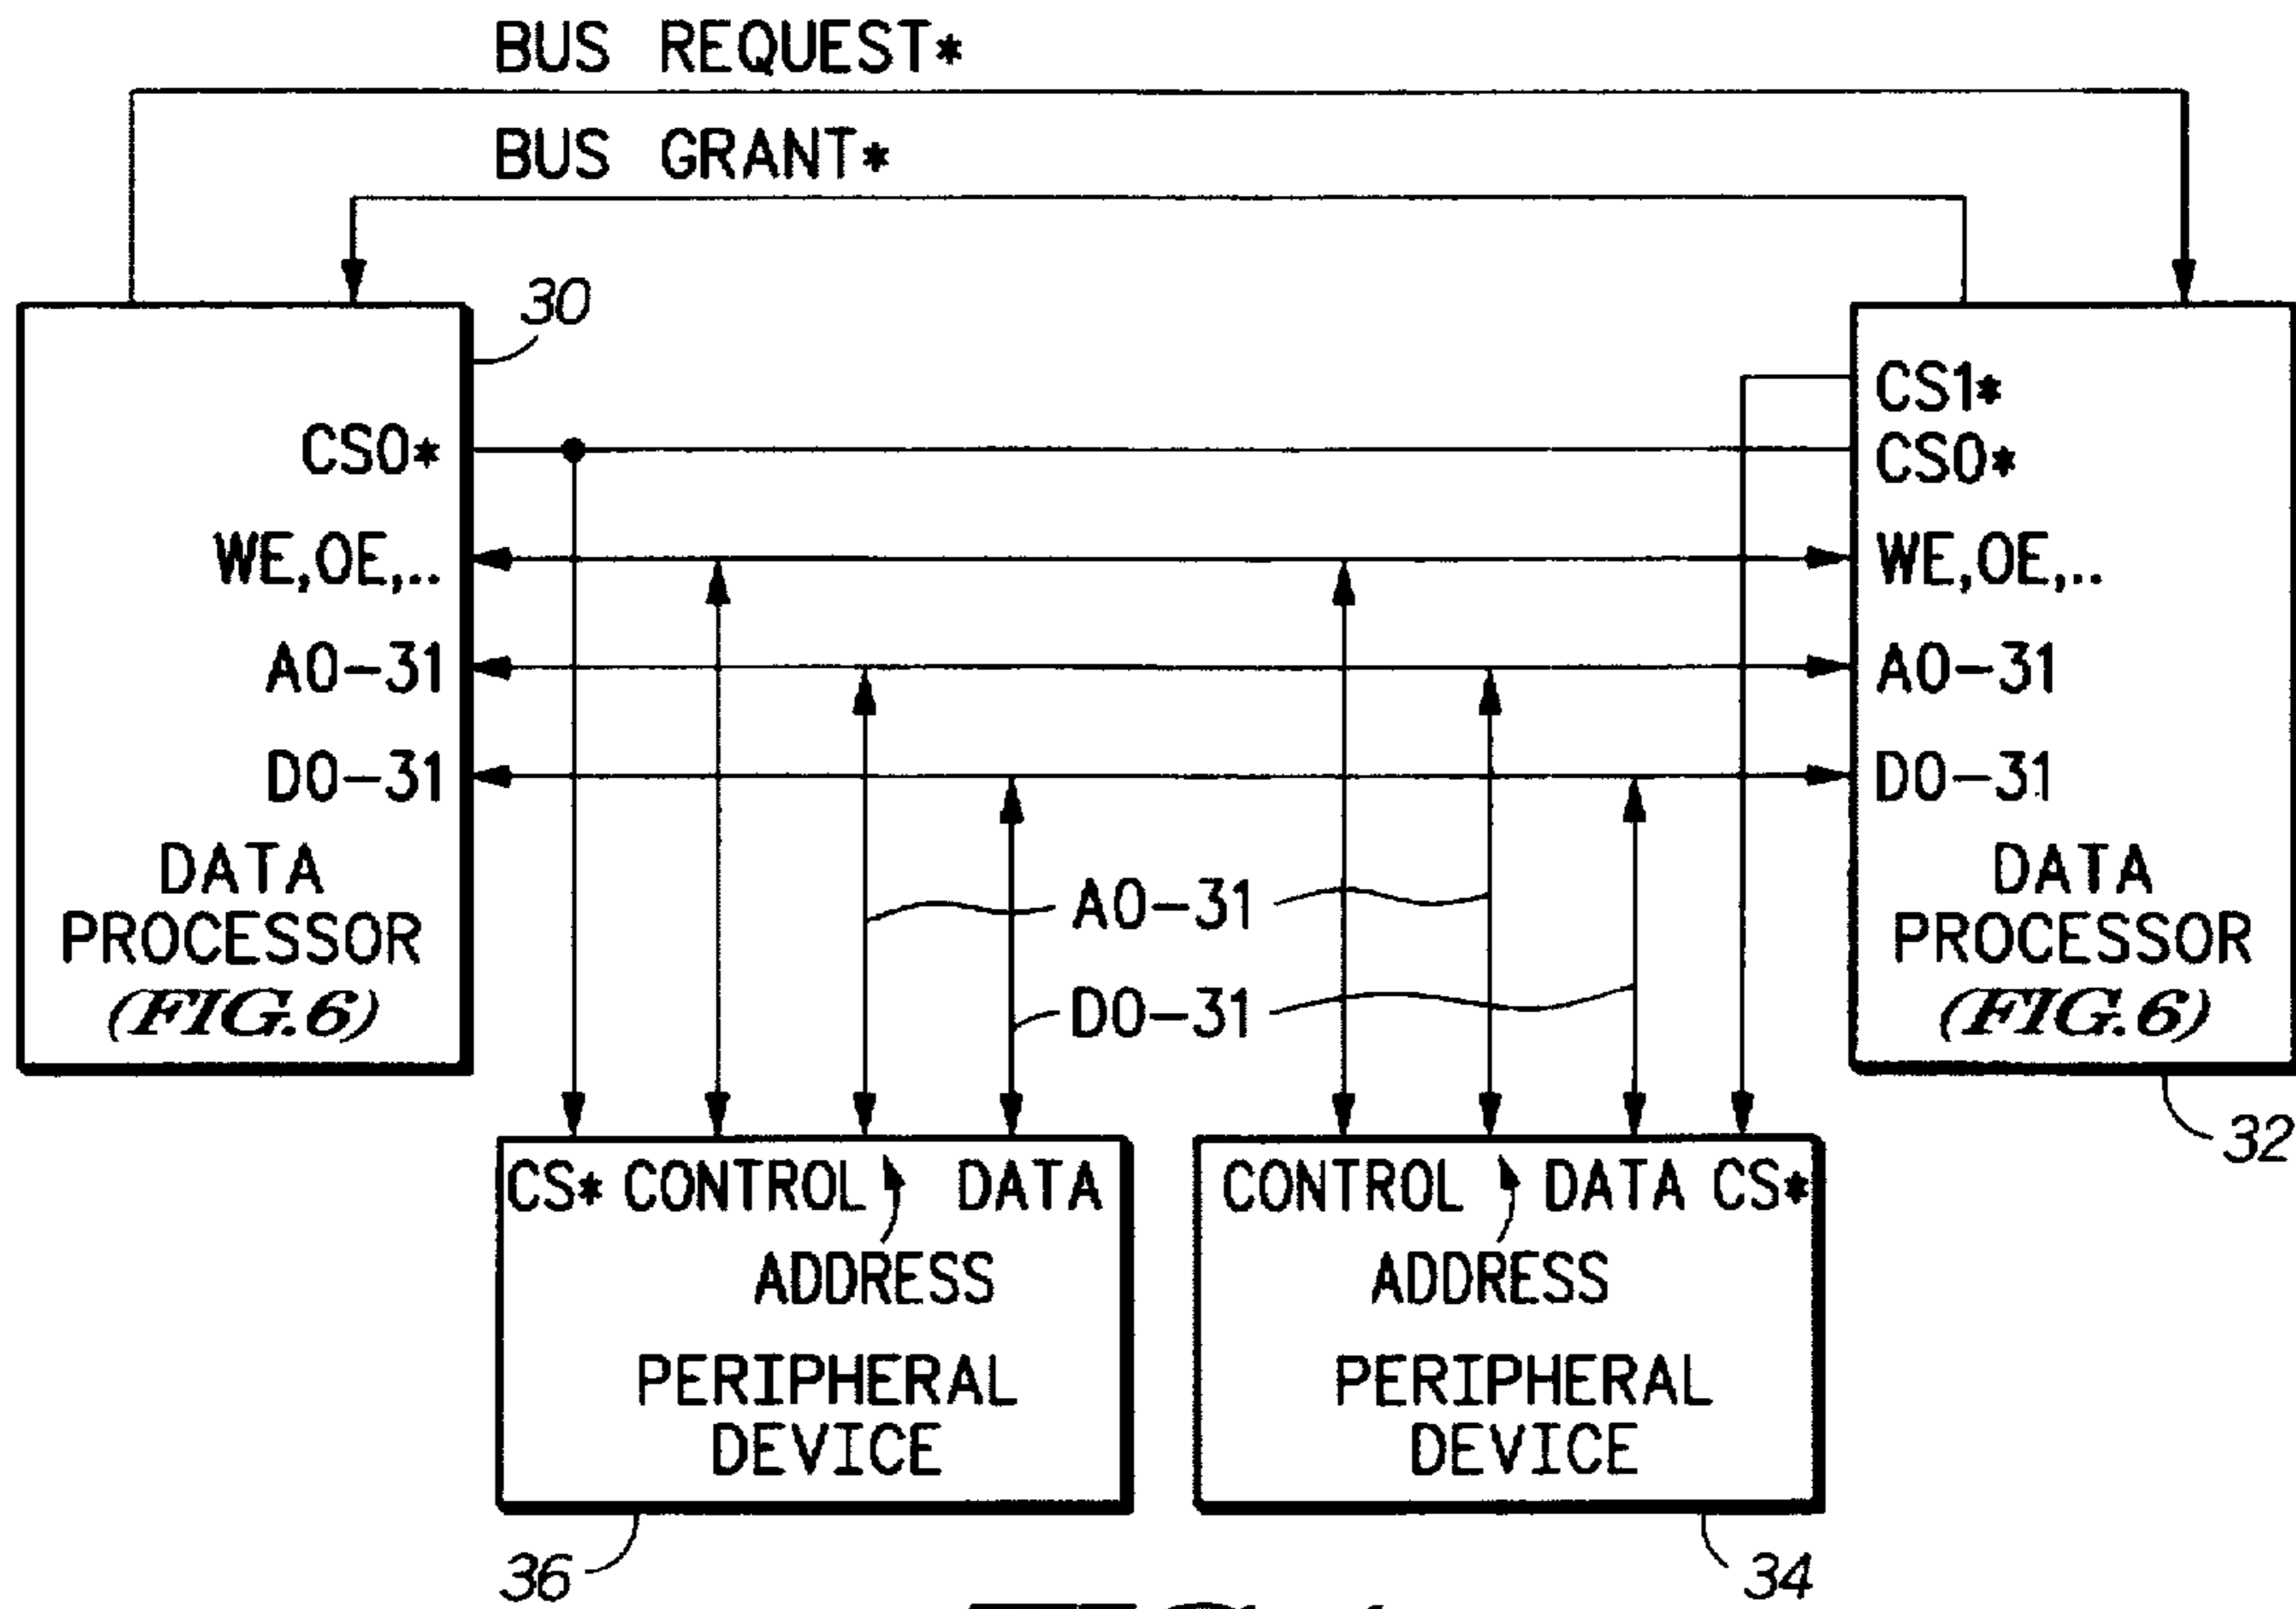 BUS REQUEST*
BUS GRANT*
30
CS1*
CS0*
CS0*
WE,OE,..
WE,OE,..
A0-31
A0-31
D0-31
D0-31
DATA
PROCESSOR
(FIG.6)
A0-31
D0-31
DATA
PROCESSOR
(FIG.6)
32
CS* CONTROL DATA
ADDRESS
PERIPHERAL
DEVICE
36
CONTROL DATA CS*
ADDRESS
PERIPHERAL
DEVICE
34